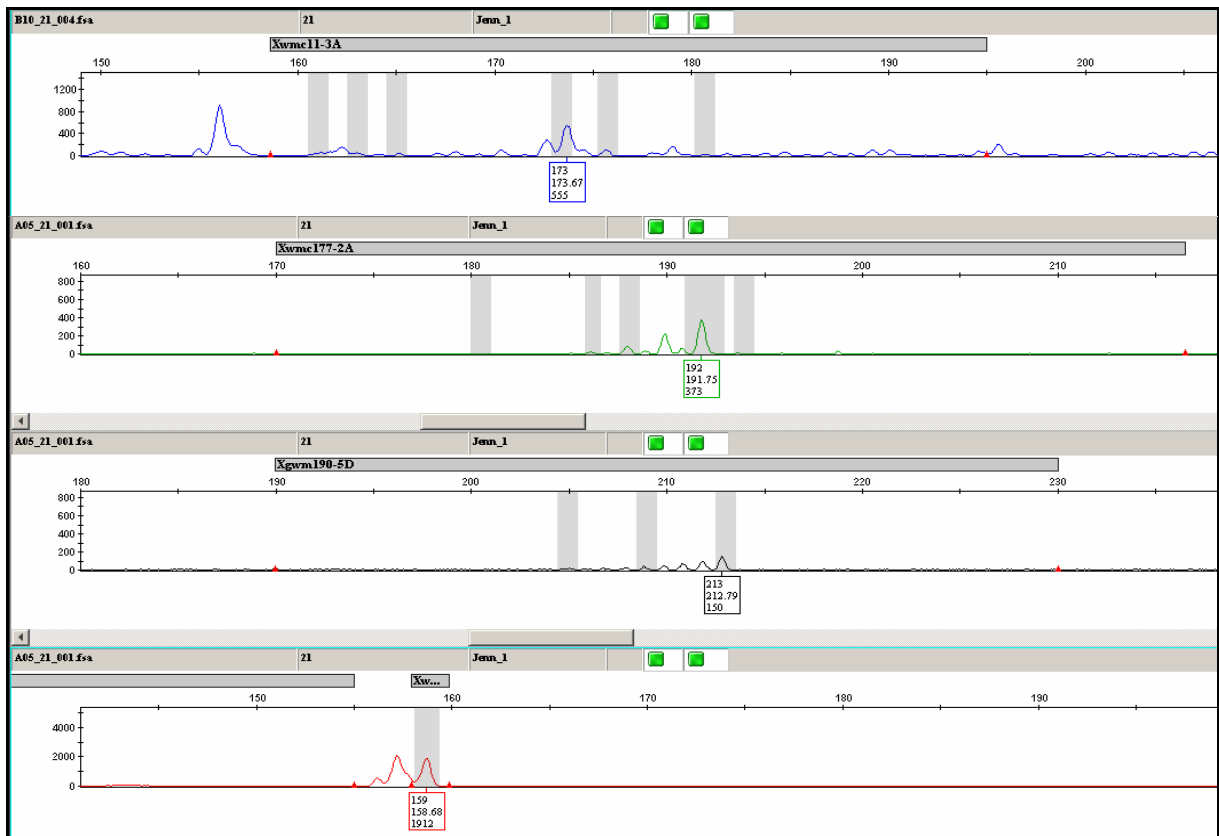 B10_21_004.fsa 21 Jenn_1
Xwmc11-3A
150 160 170 180 190 200
1200
800
400
0
173
173.67
555
A05_21_001.fsa 21 Jenn_1
Xwmc177-2A
160 170 180 190 200 210
800
600
400
200
0
192
191.75
373
A05_21_001.fsa 21 Jenn_1
Xgwm190-5D
180 190 200 210 220 230
800
600
400
200
0
213
212.79
150
A05_21_001.fsa 21 Jenn_1
Xw...
150 160 170 180 190
4000
2000
0
159
158.68
1912